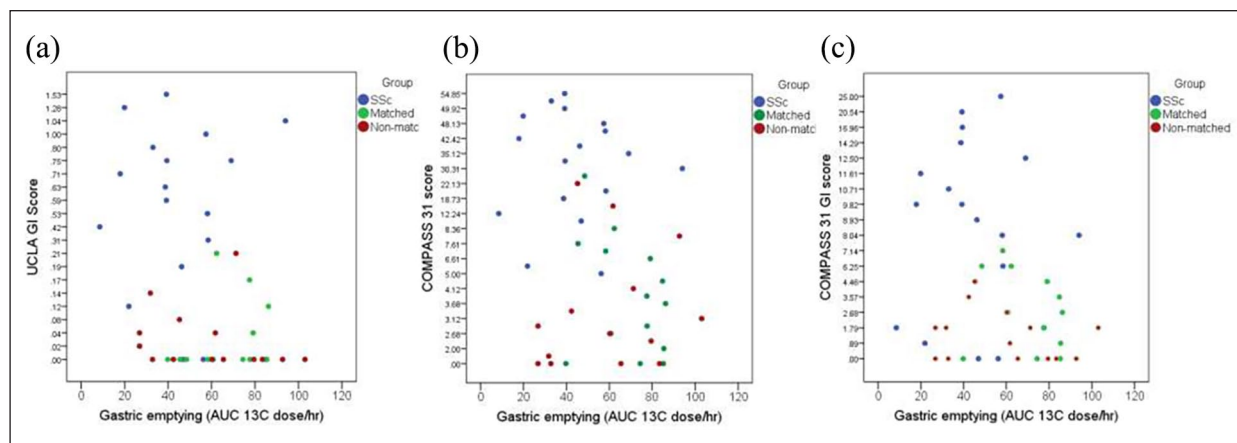 (a)
Group
SSc
Matched
Non-matc
UCLA GI Score
1.53
1.04
1.00
.80
.75
.71
.63
.59
.53
.42
.31
.21
.19
.17
.14
.12
.08
.04
.02
.00
0 20 40 60 80 100 120
Gastric emptying (AUC 13C dose/hr)
(b)
Group
SSc
Matched
Non-matc
COMPASS 31 score
54.85
49.92
48.13
42.42
35.12
30.31
22.13
18.73
12.24
8.36
7.61
6.61
5.00
4.12
3.68
3.12
2.68
.83
.00
0 20 40 60 80 100 120
Gastric emptying (AUC 13C dose/hr)
(c)
Group
SSc
Matched
Non-matched
COMPASS 31 GI score
25.00
20.54
16.96
14.29
12.50
11.61
10.71
9.82
8.93
8.04
7.14
6.25
4.46
3.57
2.68
1.79
.89
.00
0 20 40 60 80 100 120
Gastric emptying (AUC 13C dose/hr)